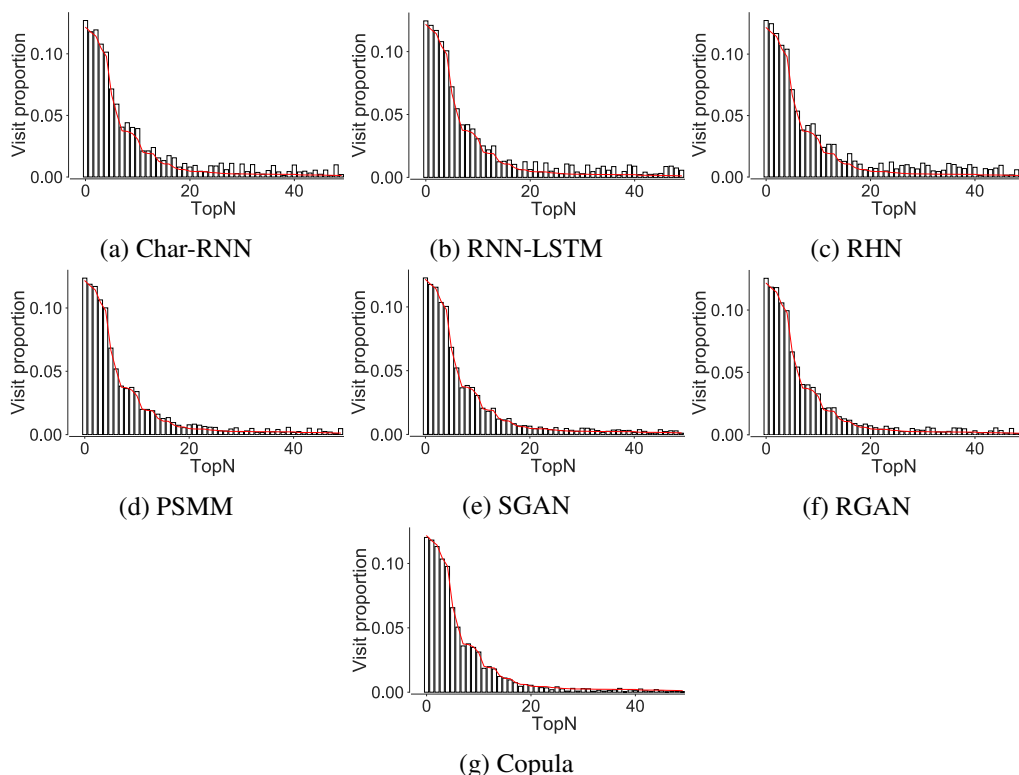 Visit proportion
0.10
0.05
0.00
0
20
40
TopN
(a) Char-RNN
Visit proportion
0.10
0.05
0.00
0
20
40
TopN
(b) RNN-LSTM
Visit proportion
0.10
0.05
0.00
0
20
40
TopN
(c) RHN
Visit proportion
0.10
0.05
0.00
0
20
40
TopN
(d) PSMM
Visit proportion
0.10
0.05
0.00
0
20
40
TopN
(e) SGAN
Visit proportion
0.10
0.05
0.00
0
20
40
TopN
(f) RGAN
Visit proportion
0.10
0.05
0.00
0
20
40
TopN
(g) Copula